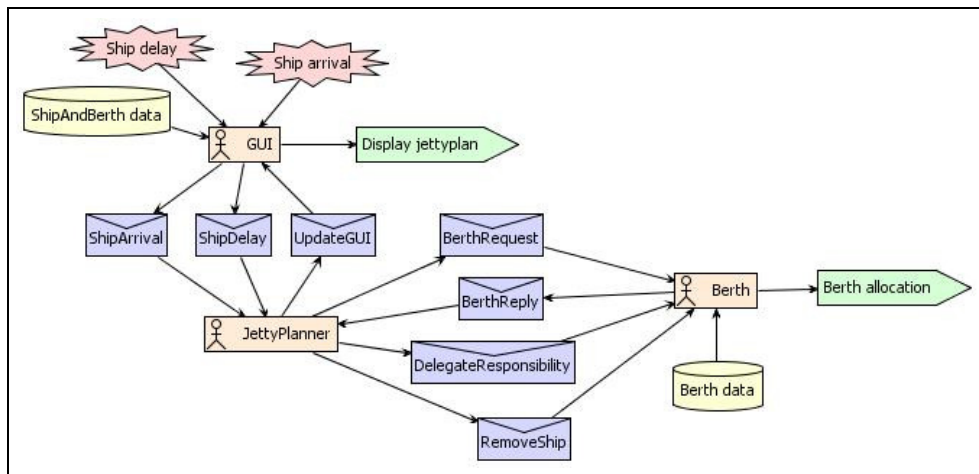 Ship delay
Ship arrival
ShipAndBerth data
GUI
Display jettyplan
ShipArrival
ShipDelay
UpdateGUI
BerthRequest
BerthReply
Berth
Berth allocation
JettyPlanner
DelegateResponsibility
Berth data
RemoveShip